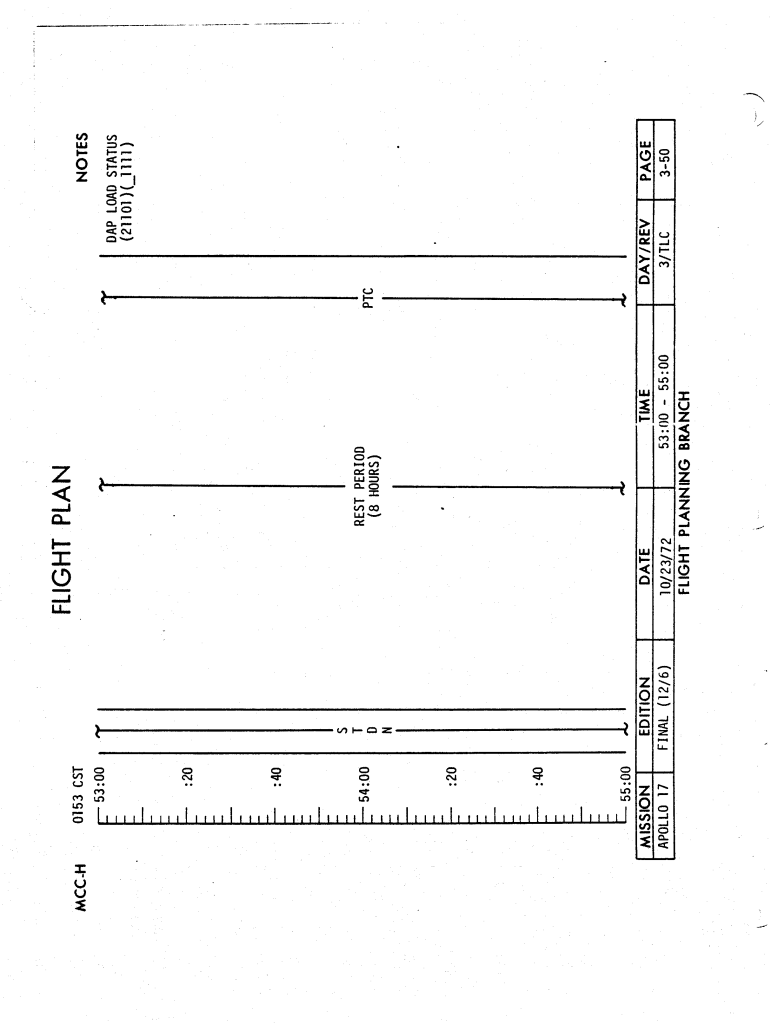 FLIGHT PLAN
MCC-H
0153 CST
NOTES
53:00
DAP LOAD STATUS
(21101)(_1111)
:20
:40
S
T
D
N
54:00
REST PERIOD
(8 HOURS)
PTC
:20
:40
55:00
MISSION EDITION DATE TIME DAY/REV PAGE
APOLLO 17 FINAL (12/6) 10/23/72 53:00 - 55:00 3/TLC 3-50
FLIGHT PLANNING BRANCH